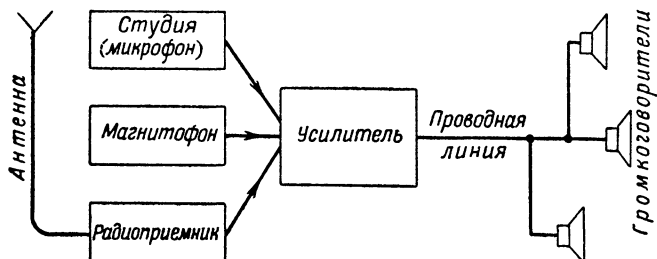 Антенна
Студия
(микрофон)
Магнитофон
Радиоприемник
Усилитель
Проводная
линия
Громкоговорители